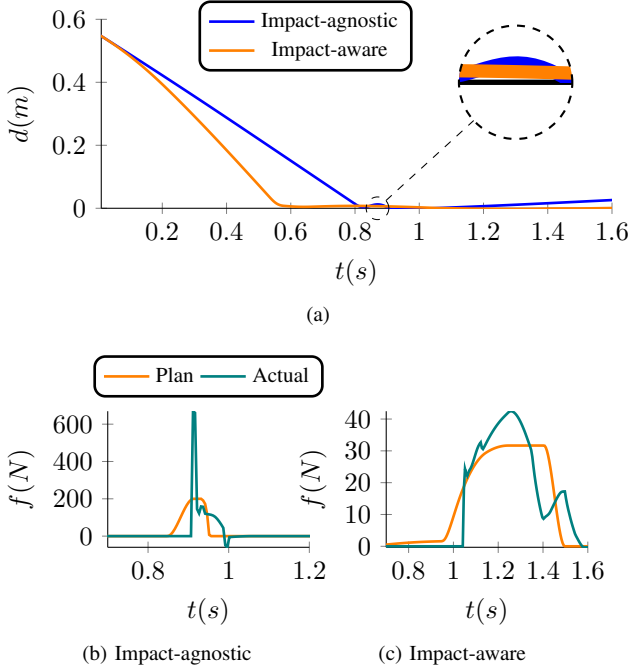 Impact-agnostic
Impact-aware
d(m)
0.6
0.4
0.2
0
0.2 0.4 0.6 0.8 1 1.2 1.4 1.6
t(s)
(a)
Plan Actual
f(N)
600
400
200
0
0.8 1 1.2
t(s)
(b) Impact-agnostic
f(N)
40
30
20
10
0
1 1.2 1.4 1.6
t(s)
(c) Impact-aware